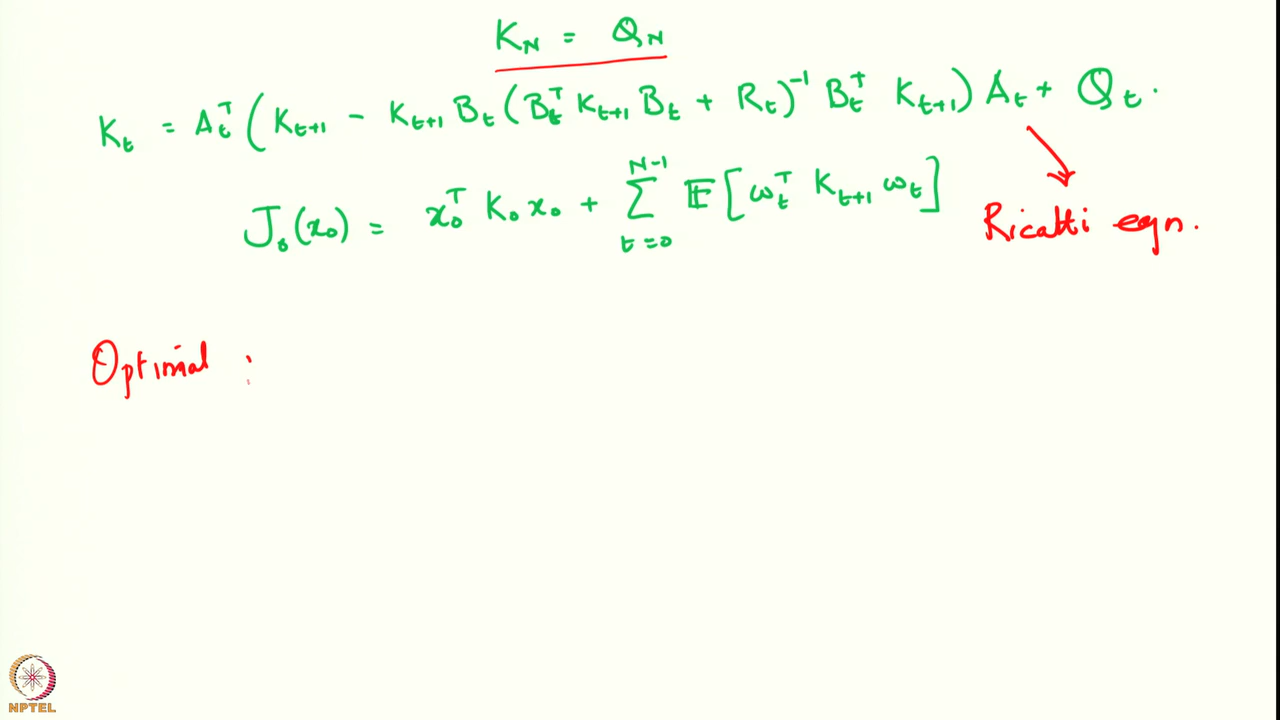 K_N = Q_N
K_t = A_t^T (K_{t+1} - K_{t+1} B_t (B_t^T K_{t+1} B_t + R_t)^{-1} B_t^T K_{t+1}) A_t + Q_t.
J_0(x_0) = x_0^T K_0 x_0 + \sum_{t=0}^{N-1} 𝔼[ω_t^T K_{t+1} ω_t]
Ricatti eqn.
Optimal :
NPTEL